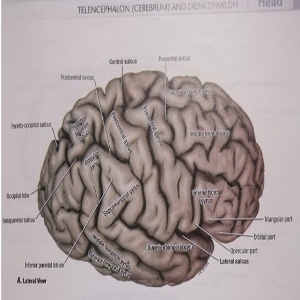 TELENCEPHALON (CEREBRUM) AND DIENCEPHALON
Head
Central sulcus
Precentral sulcus
Postcentral sulcus
Superior frontal gyrus
Parieto-occipital sulcus
Postcentral gyrus
Precentral gyrus
Middle frontal gyrus
Angular gyrus
Supramarginal gyrus
Inferior frontal gyrus
Occipital lobe
Intraparietal sulcus
Triangular part
Orbital part
Opercular part
Superior temporal gyrus
Lateral sulcus
Middle temporal gyrus
Inferior parietal lobule
A. Lateral View